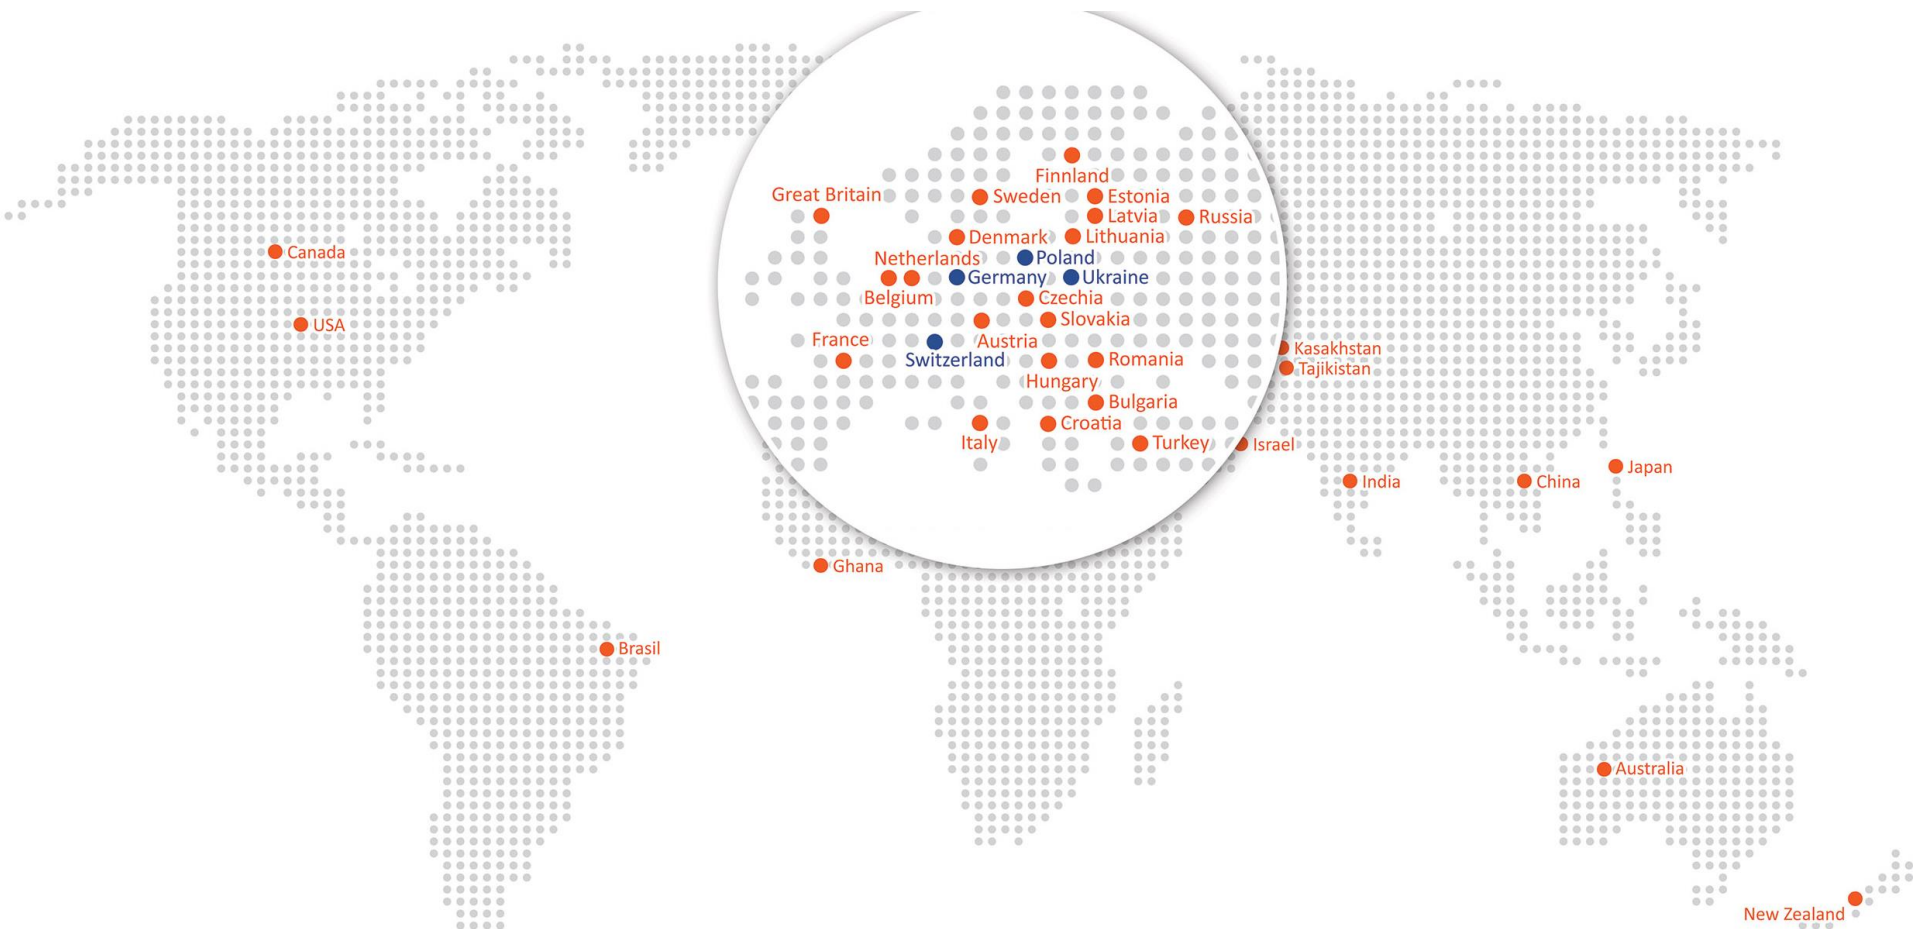 Finnland
Great Britain
Sweden
Estonia
Latvia
Russia
Denmark
Lithuania
Canada
Netherlands
Poland
Germany
Ukraine
Belgium
Czechia
Slovakia
USA
France
Austria
Kasakhstan
Switzerland
Romania
Tajikistan
Hungary
Bulgaria
Croatia
Italy
Turkey
Israel
Japan
India
China
Ghana
Brasil
Australia
New Zealand